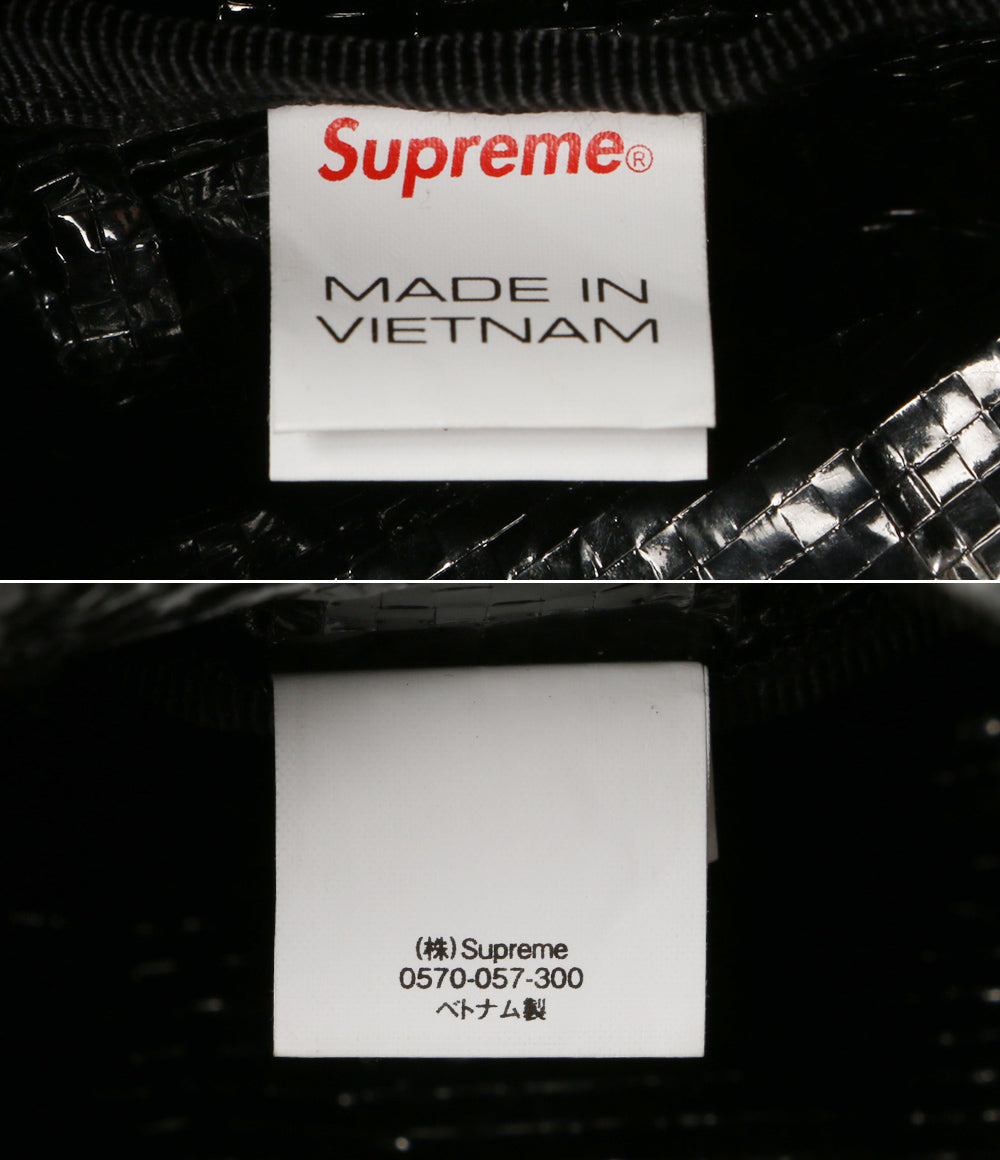 Supreme®
MADE IN
VIETNAM
(株)Supreme
0570-057-300
ベトナム製